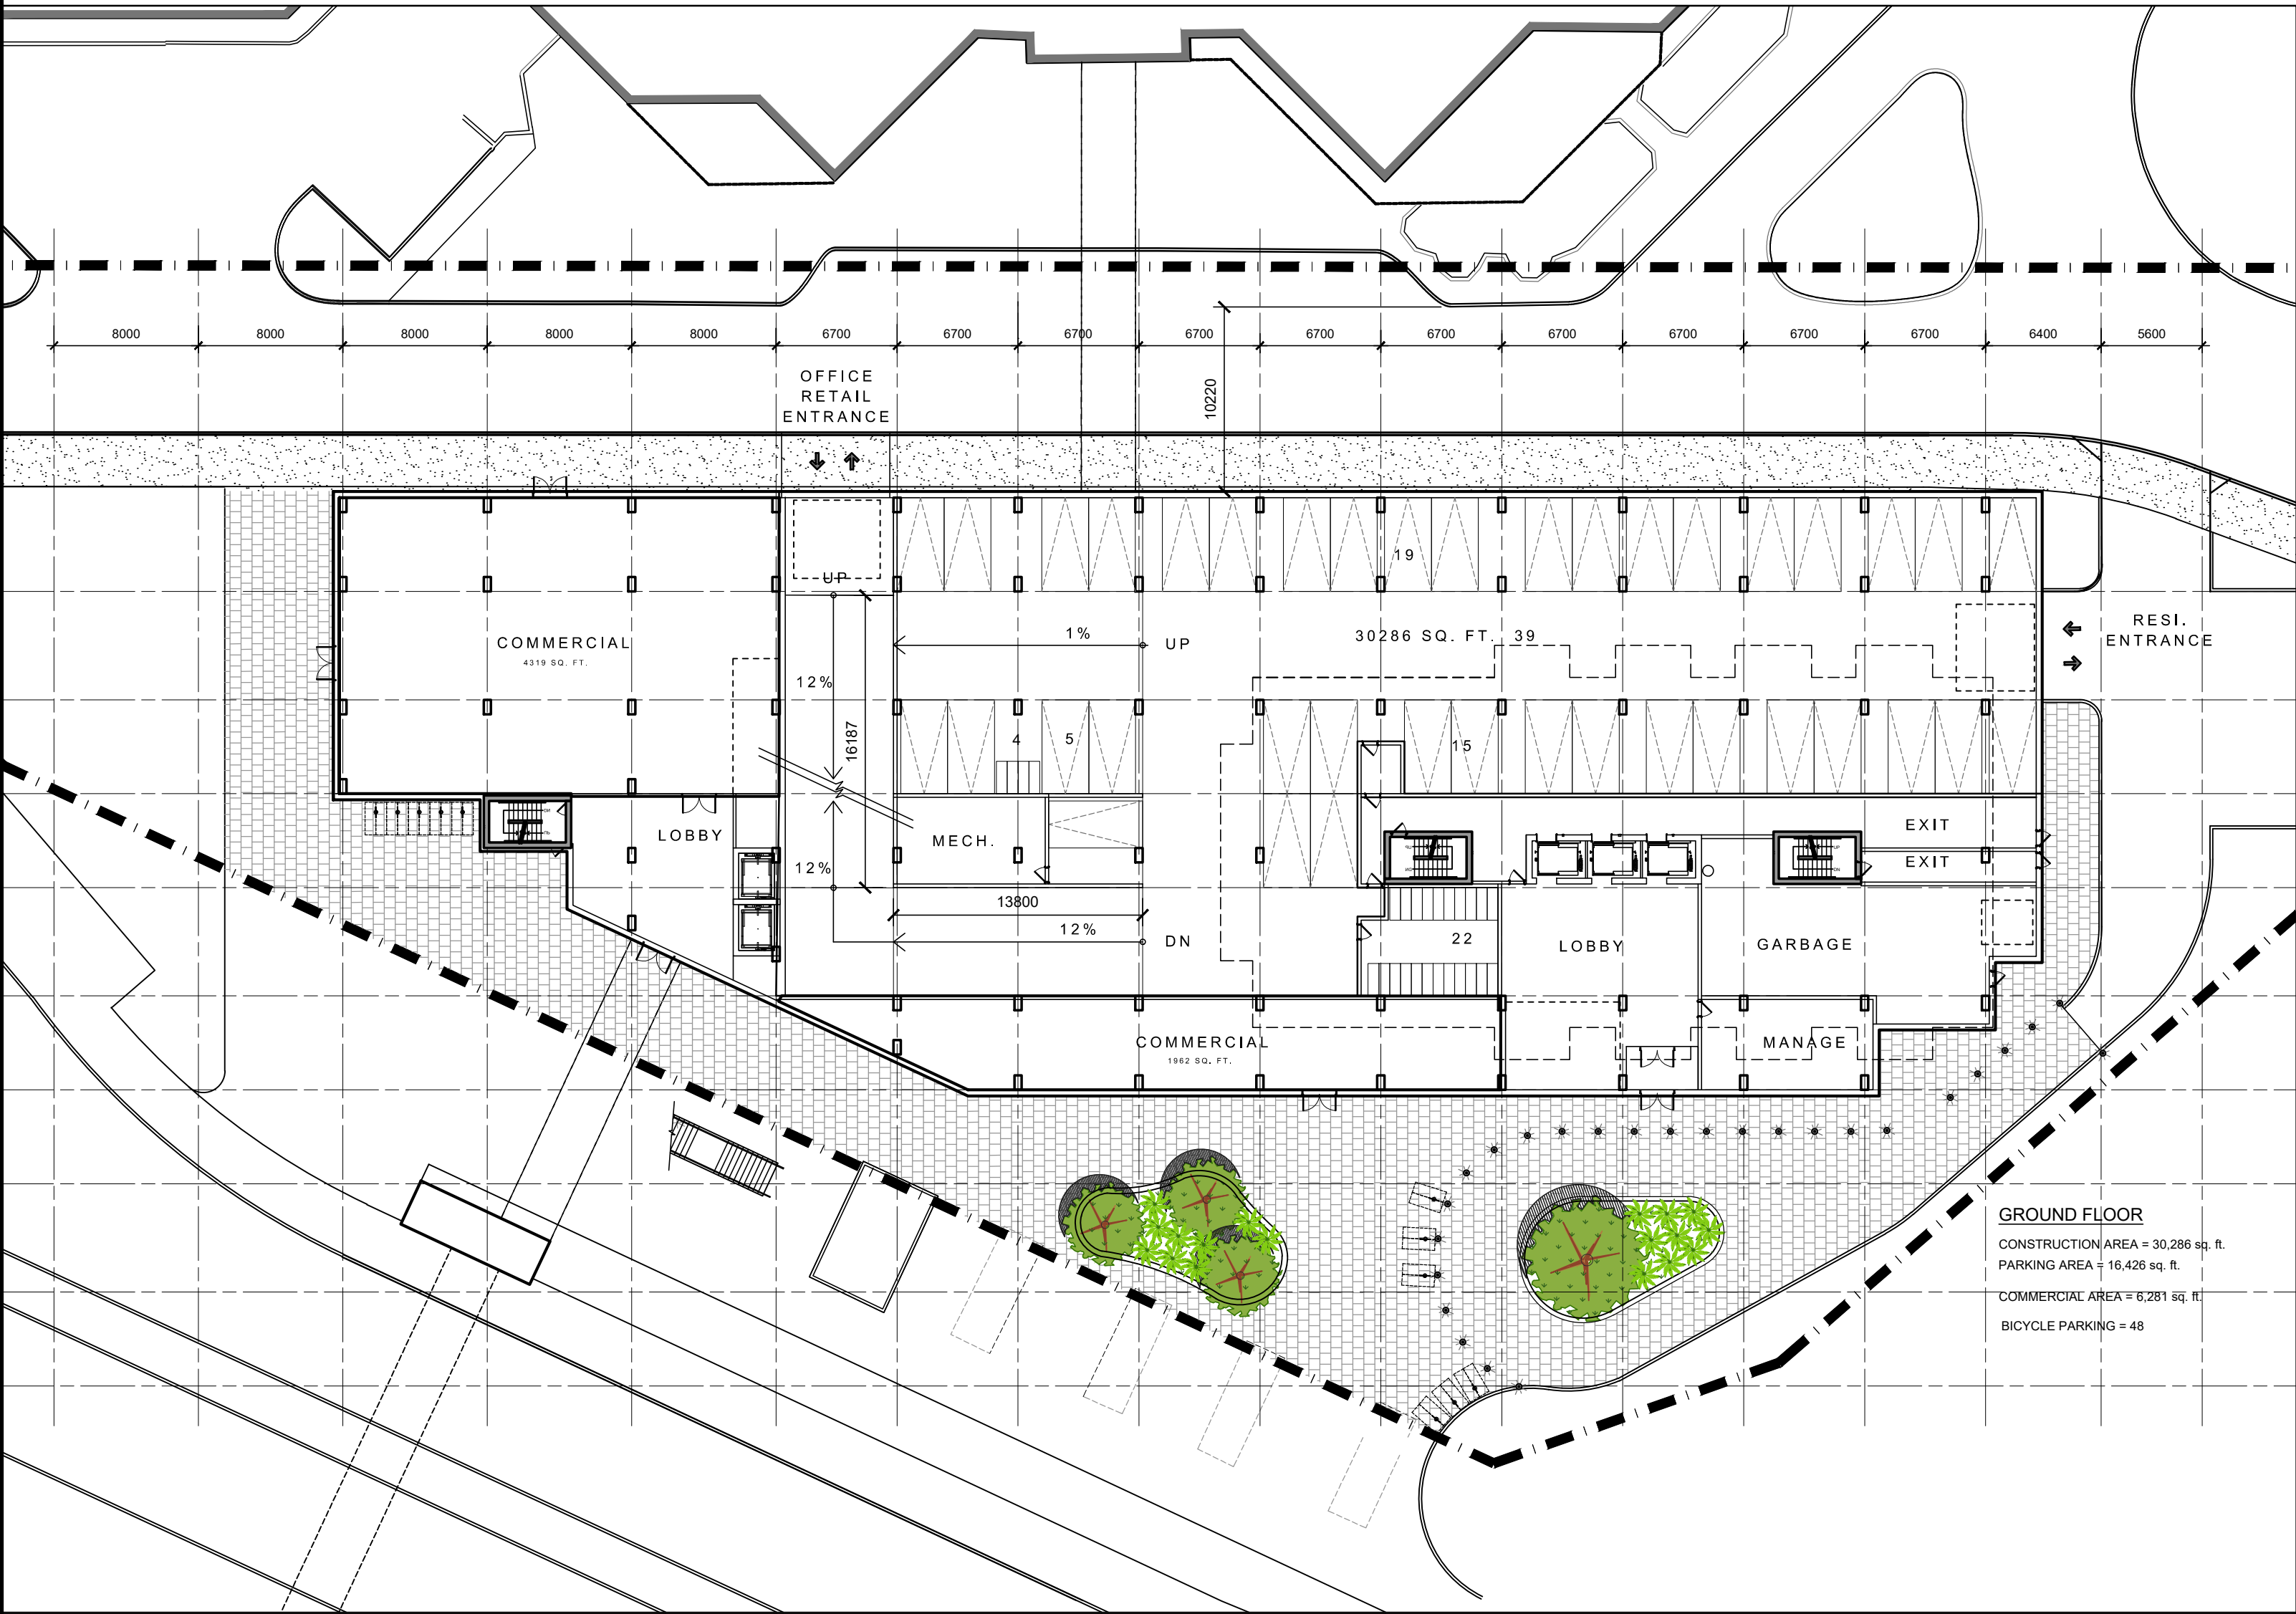 8000
8000
8000
8000
8000
6700
6700
6700
6700
6700
6700
6700
6700
6700
6700
6400
5600
OFFICE
RETAIL
ENTRANCE
10220
19
UP
COMMERCIAL
4319 SQ. FT.
1%
UP
30286 SQ. FT. 39
RESI.
ENTRANCE
12%
16187
4
5
15
LOBBY
MECH.
EXIT
EXIT
12%
13800
12%
DN
22
LOBBY
GARBAGE
COMMERCIAL
1962 SQ. FT.
MANAGE
GROUND FLOOR
CONSTRUCTION AREA = 30,286 sq. ft.
PARKING AREA = 16,426 sq. ft.
COMMERCIAL AREA = 6,281 sq. ft.
BICYCLE PARKING = 48